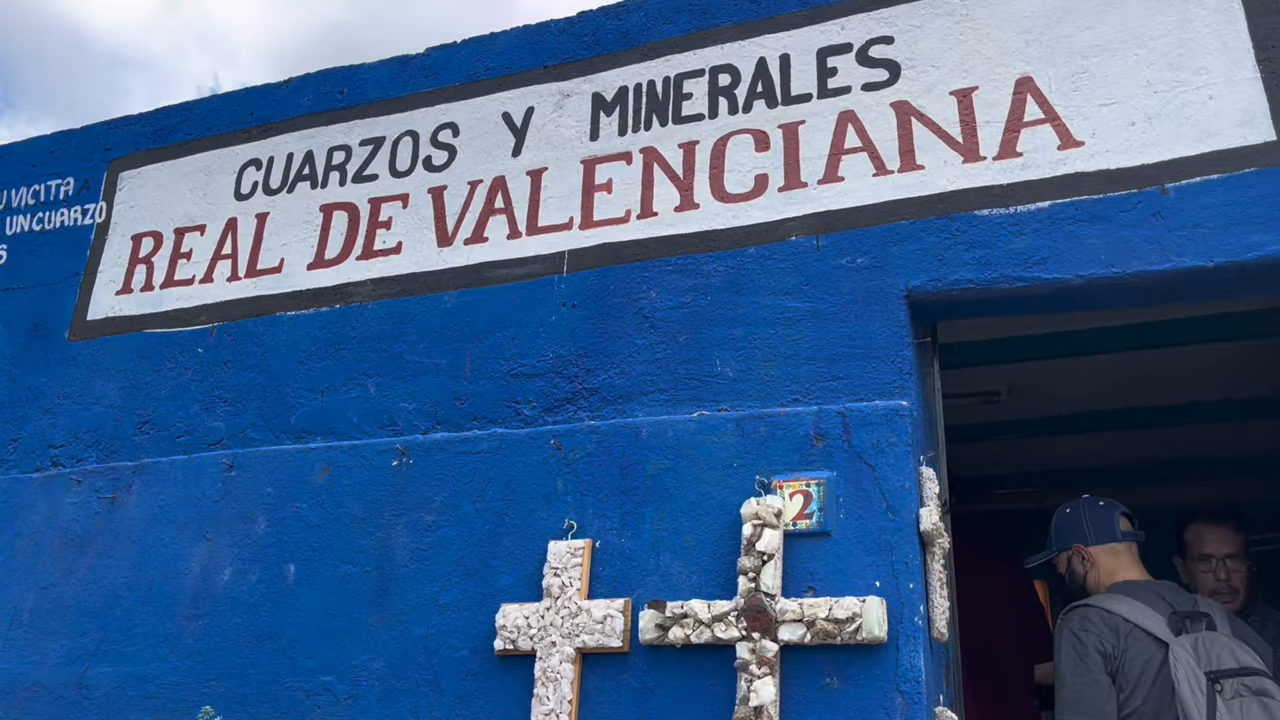 CUARZOS Y MINERALES
REAL DE VALENCIANA
U VICITA
UN CUARZO
S
2